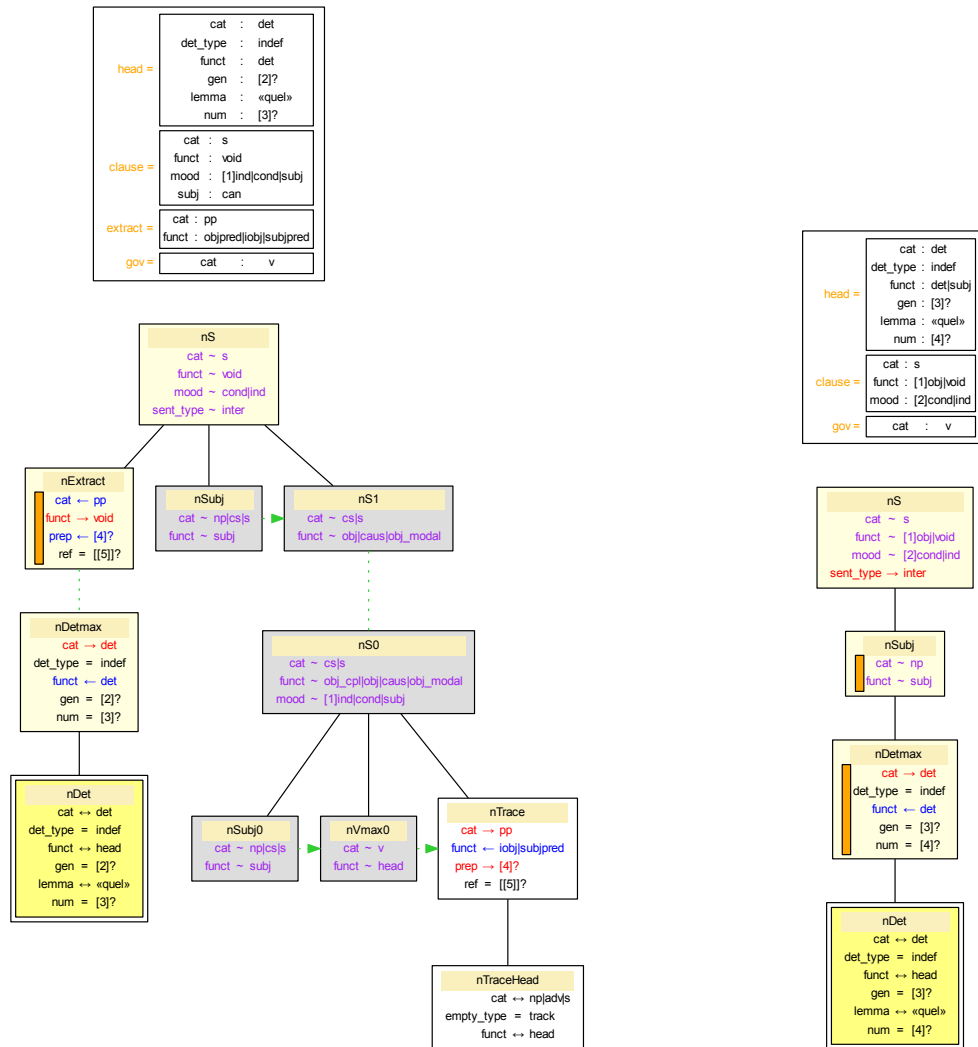 head =
cat : det
det_type : indef
funct : det
gen : [2]?
lemma : «quel»
num : [3]?
clause =
cat : s
funct : void
mood : [1]ind|cond|subj
subj : can
extract =
cat : pp
funct : objpred|iobj|subjpred
gov =
cat : v
nS
cat ~ s
funct ~ void
mood ~ cond|ind
sent_type ~ inter
nExtract
cat ← pp
funct → void
prep ← [4]?
ref = [[5]]?
nSubj
cat ~ np|cs|s
funct ~ subj
nS1
cat ~ cs|s
funct ~ obj|caus|obj_modal
nDetmax
cat → det
det_type = indef
funct ← det
gen = [2]?
num = [3]?
nS0
cat ~ cs|s
funct ~ obj_cpl|obj|caus|obj_modal
mood ~ [1]ind|cond|subj
nDet
cat ↔ det
det_type = indef
funct ↔ head
gen = [2]?
lemma ↔ «quel»
num = [3]?
nSubj0
cat ~ np|cs|s
funct ~ subj
nVmax0
cat ~ v
funct ~ head
nTrace
cat → pp
funct ← iobj|subjpred
prep → [4]?
ref = [[5]]?
nTraceHead
cat ↔ np|adv|s
empty_type = track
funct ↔ head
head =
cat : det
det_type : indef
funct : det|subj
gen : [3]?
lemma : «quel»
num : [4]?
clause =
cat : s
funct : [1]obj|void
mood : [2]cond|ind
gov =
cat : v
nS
cat ~ s
funct ~ [1]obj|void
mood ~ [2]cond|ind
sent_type → inter
nSubj
cat ~ np
funct ~ subj
nDetmax
cat → det
det_type = indef
funct ← det
gen = [3]?
num = [4]?
nDet
cat ↔ det
det_type = indef
funct ↔ head
gen = [3]?
lemma ↔ «quel»
num = [4]?